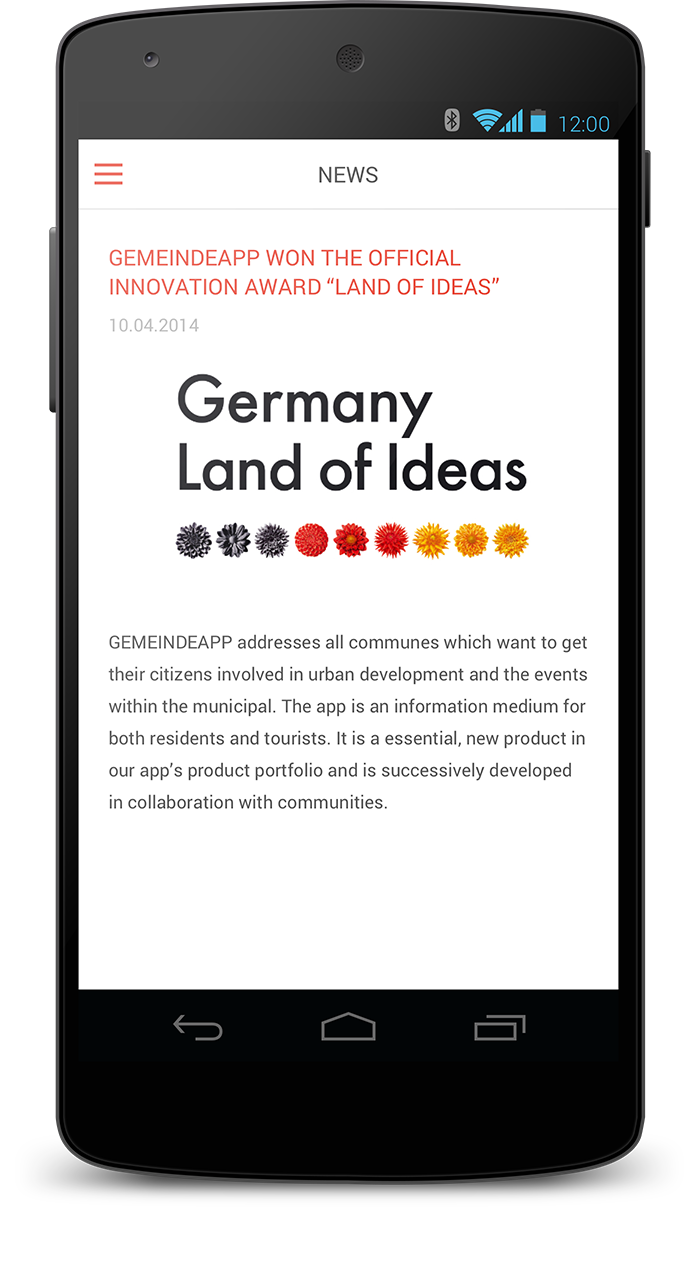 12:00
NEWS
GEMEINDEAPP WON THE OFFICIAL
INNOVATION AWARD “LAND OF IDEAS”
10.04.2014
Germany
Land of Ideas
GEMEINDEAPP addresses all communes which want to get
their citizens involved in urban development and the events
within the municipal. The app is an information medium for
both residents and tourists. It is a essential, new product in
our app’s product portfolio and is successively developed
in collaboration with communities.